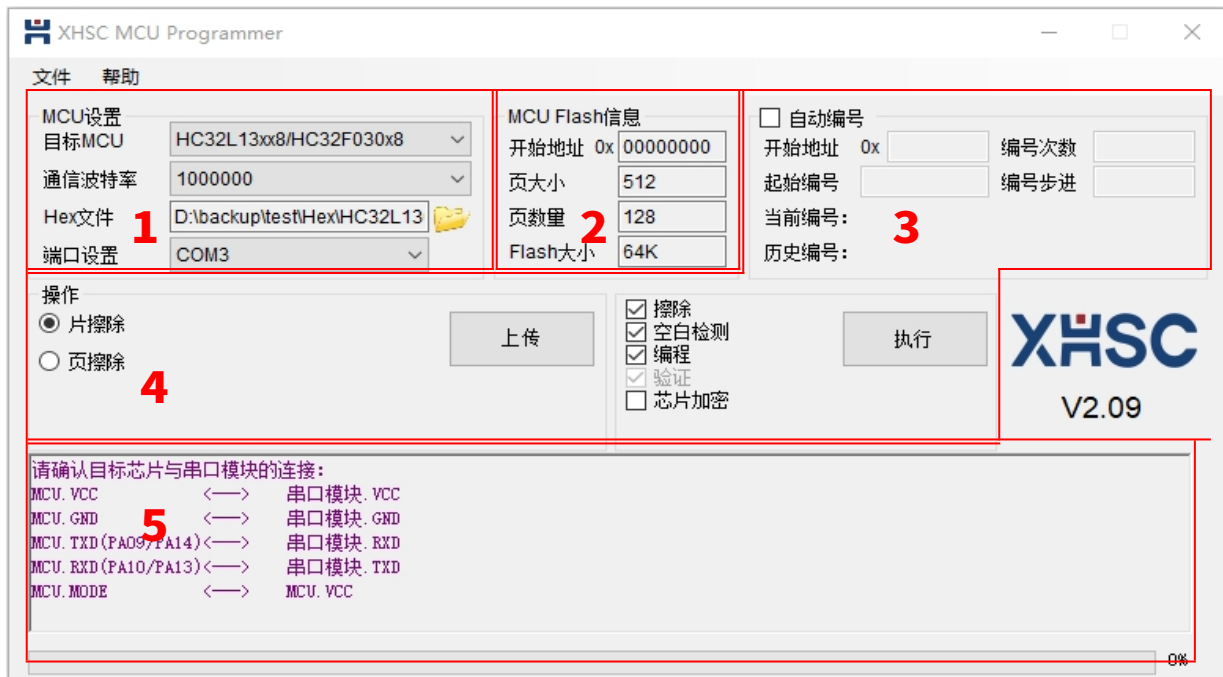 XHSC MCU Programmer
文件 帮助
MCU设置
目标MCU HC32L13xx8/HC32F030x8
通信波特率 1000000
Hex文件 D:\backup\test\Hex\HC32L13
端口设置 COM3
1
MCU Flash信息
开始地址 0x 00000000
页大小 512
页数量 128
Flash大小 64K
2
自动编号
开始地址 0x 编号次数
起始编号 编号步进
当前编号:
历史编号:
3
操作
片擦除
页擦除
上传
4
擦除
空白检测
编程
验证
芯片加密
执行
XHSC
V2.09
请确认目标芯片与串口模块的连接:
MCU.VCC <——> 串口模块.VCC
MCU.GND <——> 串口模块.GND
MCU.TXD(PA09/PA14)<——> 串口模块.RXD
MCU.RXD(PA10/PA13)<——> 串口模块.TXD
MCU.MODE <——> MCU.VCC
5
0%